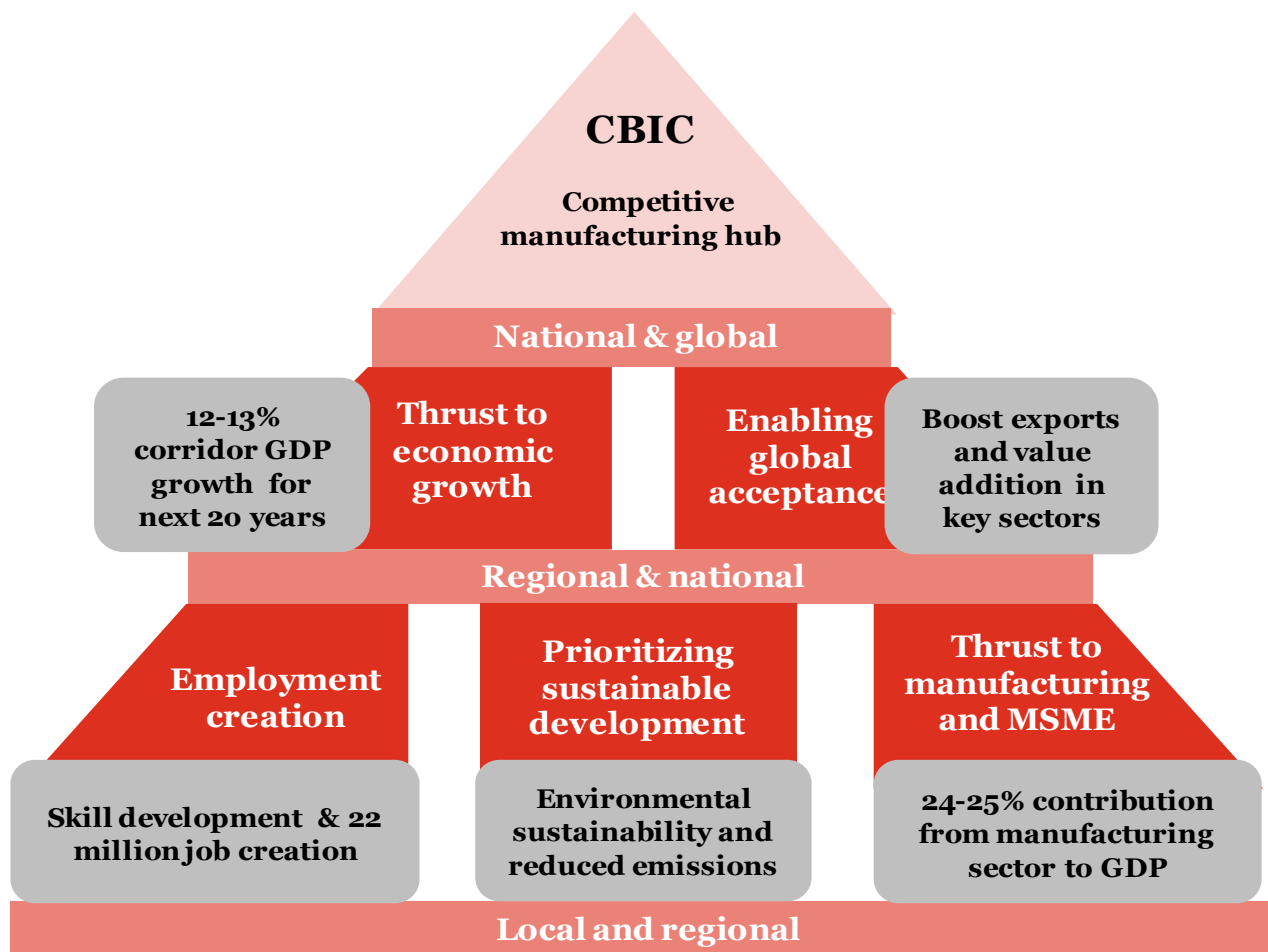 CBIC
Competitive
manufacturing hub
National & global
12-13%
corridor GDP
growth for
next 20 years
Thrust to
economic
growth
Enabling
global
acceptance
Boost exports
and value
addition in
key sectors
Regional & national
Employment
creation
Prioritizing
sustainable
development
Thrust to
manufacturing
and MSME
Skill development & 22
million job creation
Environmental
sustainability and
reduced emissions
24-25% contribution
from manufacturing
sector to GDP
Local and regional